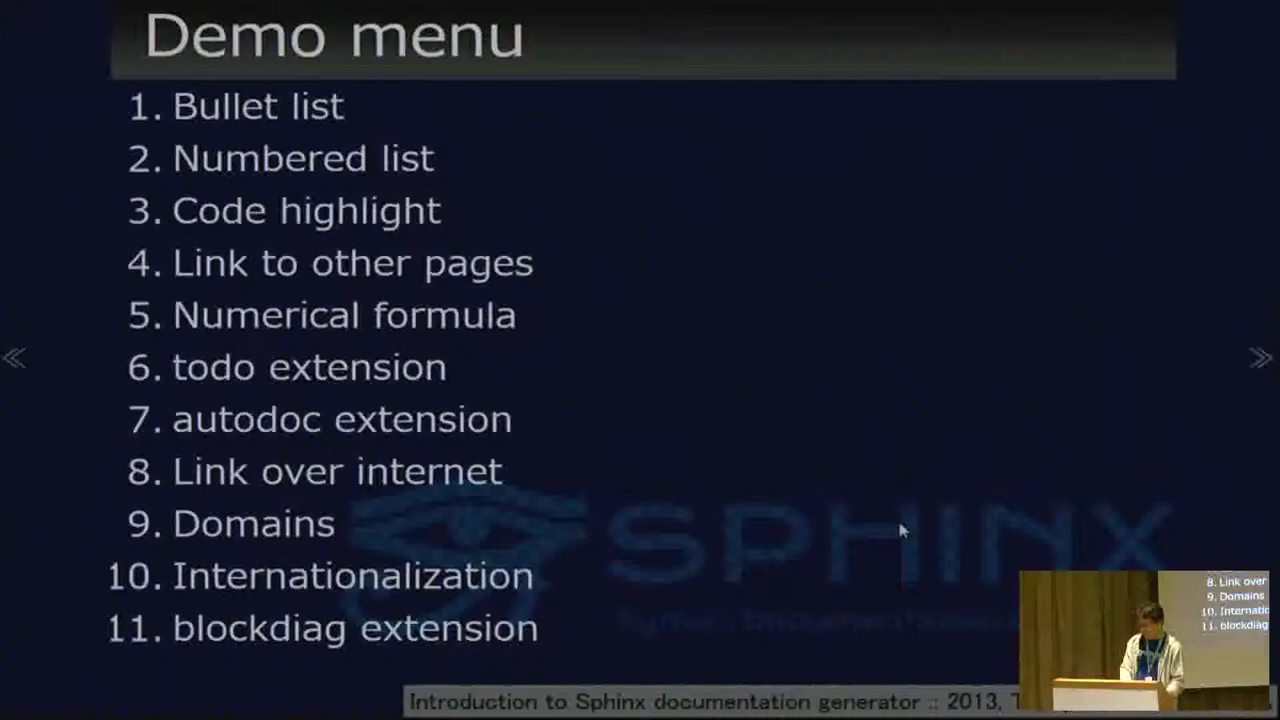 Demo menu
1. Bullet list
2. Numbered list
3. Code highlight
4. Link to other pages
5. Numerical formula
6. todo extension
7. autodoc extension
8. Link over internet
9. Domains
10. Internationalization
11. blockdiag extension
SPHINX
Introduction to Sphinx documentation generator :: 2013,
8. Link over
9. Domains
10. Internatio
11. blockdiag